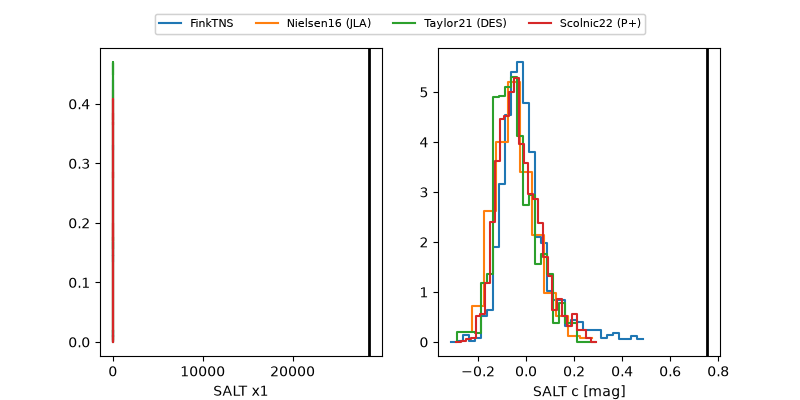 FinkTNS Nielsen16 (JLA) Taylor21 (DES) Scolnic22 (P+)
0.4
0.3
0.2
0.1
0.0
0 10000 20000
SALT x1
5
4
3
2
1
0
−0.2 0.0 0.2 0.4 0.6 0.8
SALT c [mag]